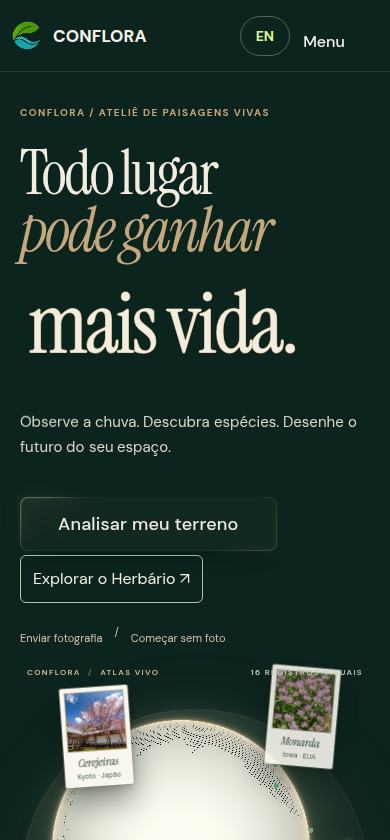 CONFLORA
EN
Menu
CONFLORA / ATELIÊ DE PAISAGENS VIVAS
Todo lugar
pode ganhar
mais vida.
Observe a chuva. Descubra espécies. Desenhe o
futuro do seu espaço.
Analisar meu terreno
Explorar o Herbário ↗
Enviar fotografia / Começar sem foto
CONFLORA / ATLAS VIVO
16 REGISTROS
Cerejeiras
Kyoto · Japão
Monarda
Iowa · EUA